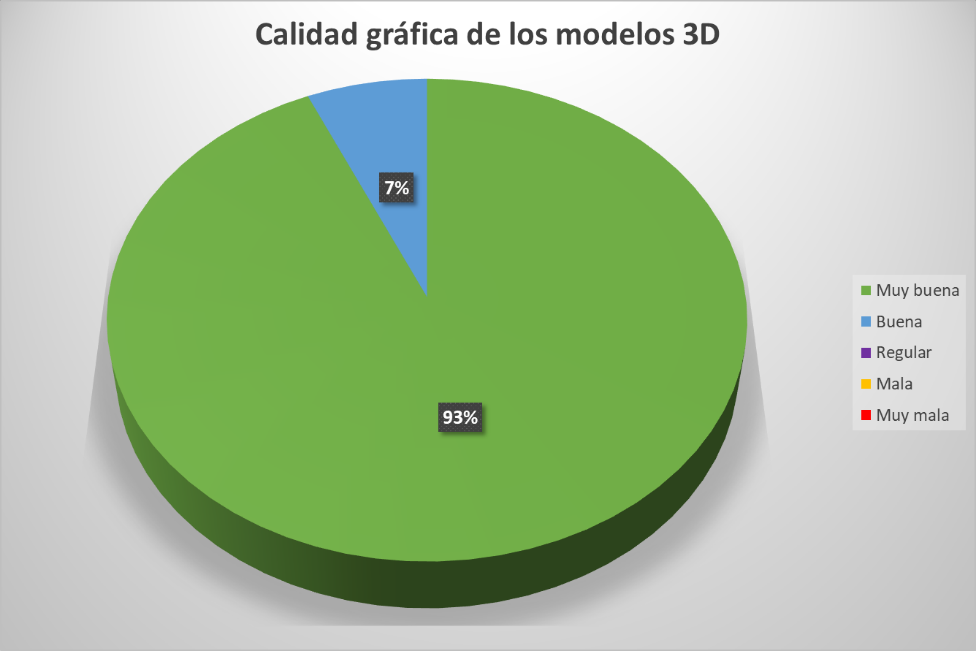 Calidad gráfica de los modelos 3D
7%
93%
Muy buena
Buena
Regular
Mala
Muy mala